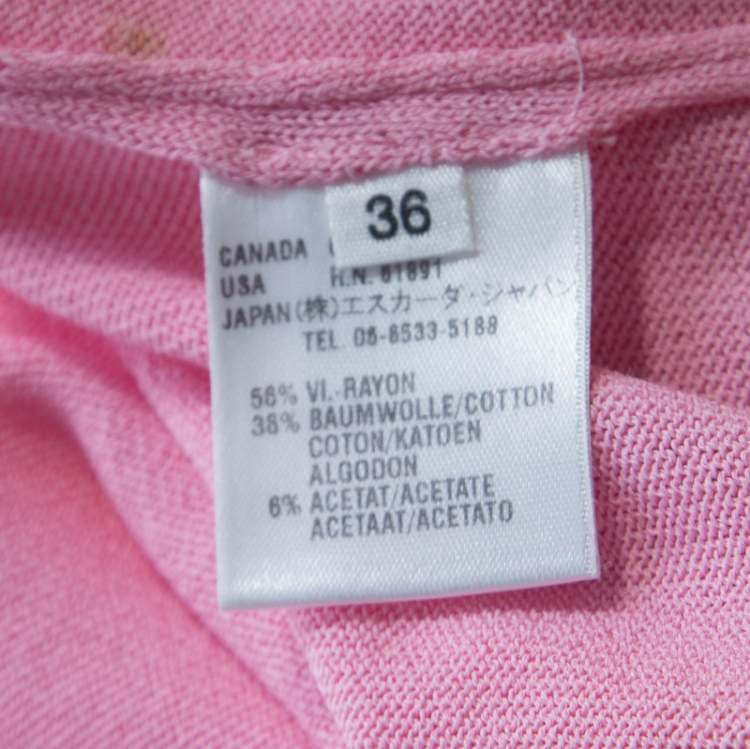 36
CANADA
USA R.N. 81891
JAPAN(株)エスカーダ・ジャパン
TEL. 06-6533-5188
56% VI.-RAYON
38% BAUMWOLLE/COTTON
COTON/KATOEN
ALGODON
6% ACETAT/ACETATE
ACETAAT/ACETATO